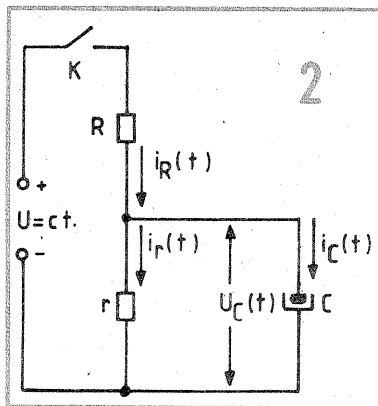 K
2
R
iR(t)
+
U=ct.
-
ir(t)
iC(t)
r
UC(t)
C